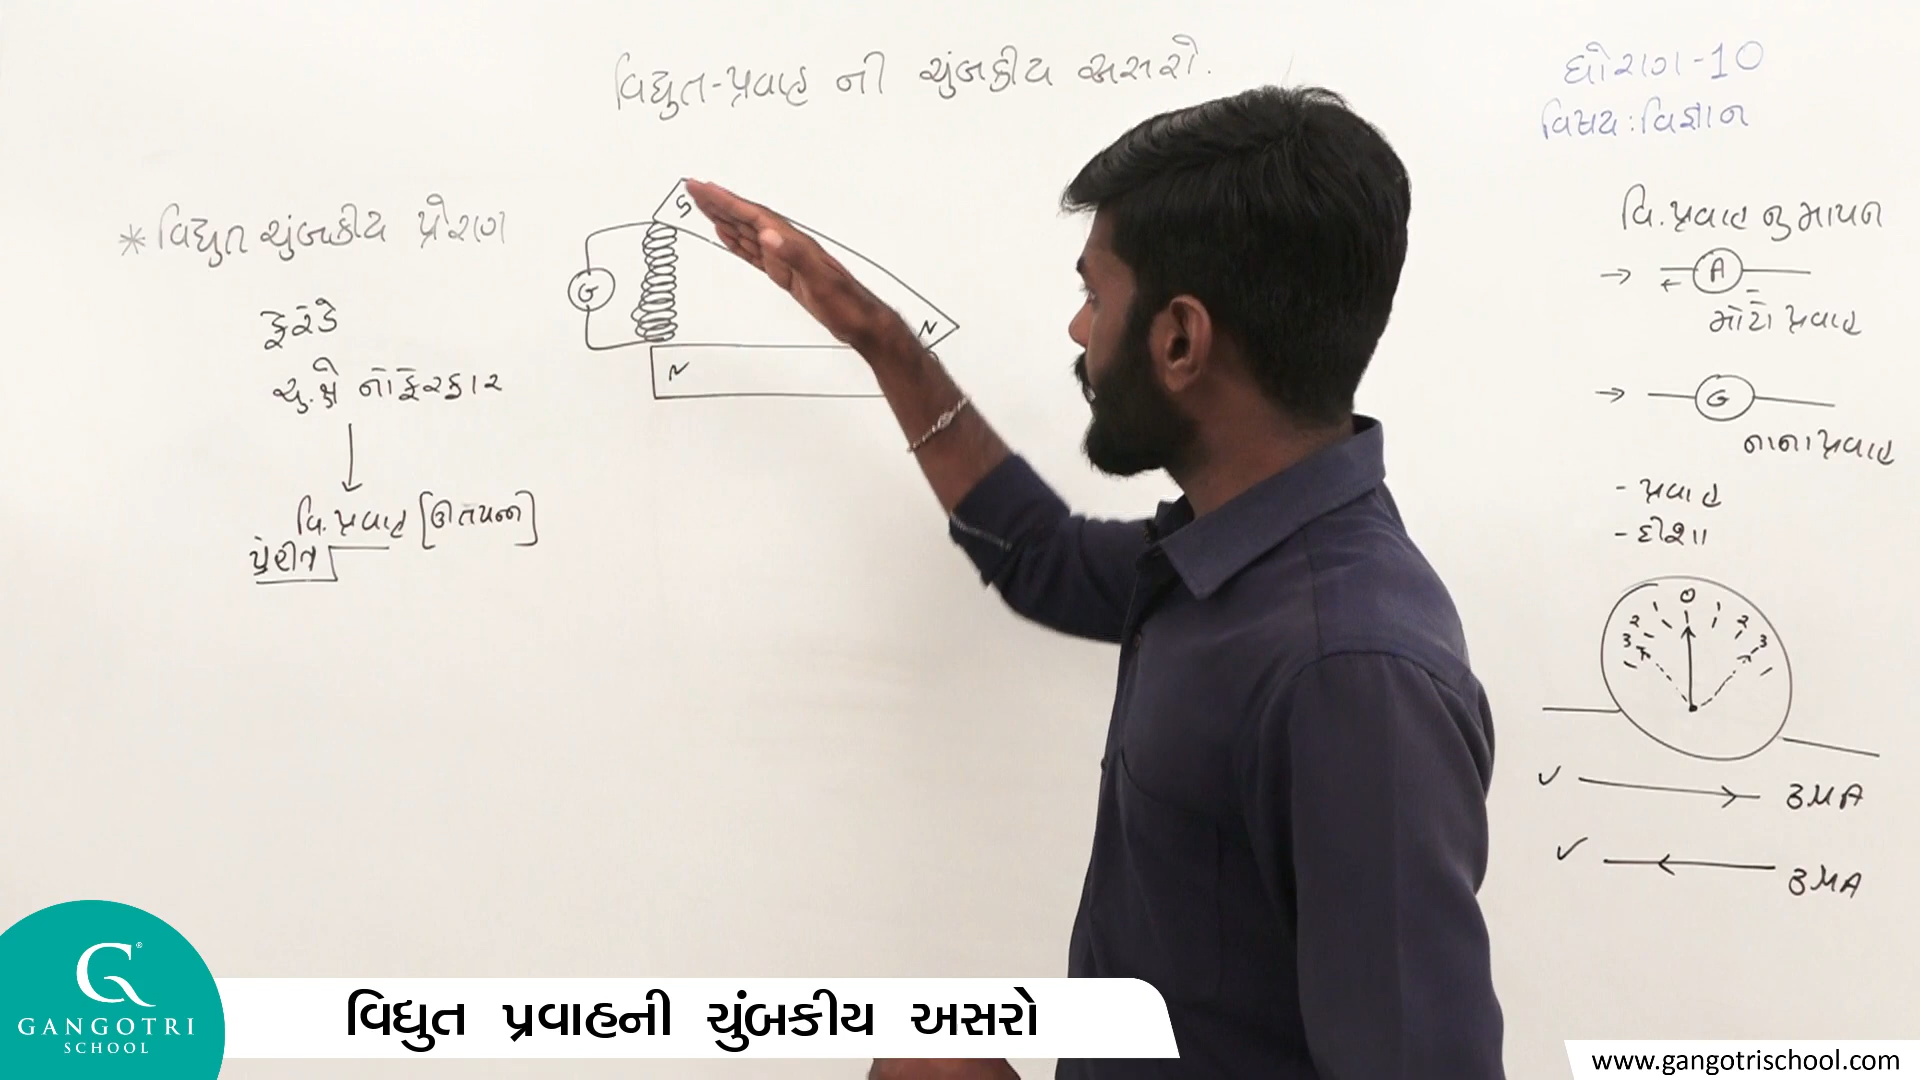 વિદ્યુત-પ્રવાહ ની ચુંબકીય અસરો.
ધોરણ-10
વિષય:વિજ્ઞાન
* વિદ્યુત ચુંબકીય પ્રેરણ
ફેરેડે
ચુ.ક્ષે નો ફેરફાર
વિ.પ્રવાહ [ઉત્પન્ન]
પ્રેરીત
S
G
N
N
વિ.પ્રવાહ નુ માપન
A
મોટો પ્રવાહ
G
નાના પ્રવાહ
- પ્રવાહ
- દીશા
3 2 1 0 1 2 3
3MA
3MA
GANGOTRI
SCHOOL
વિદ્યુત પ્રવાહની ચુંબકીય અસરો
www.gangotrischool.com